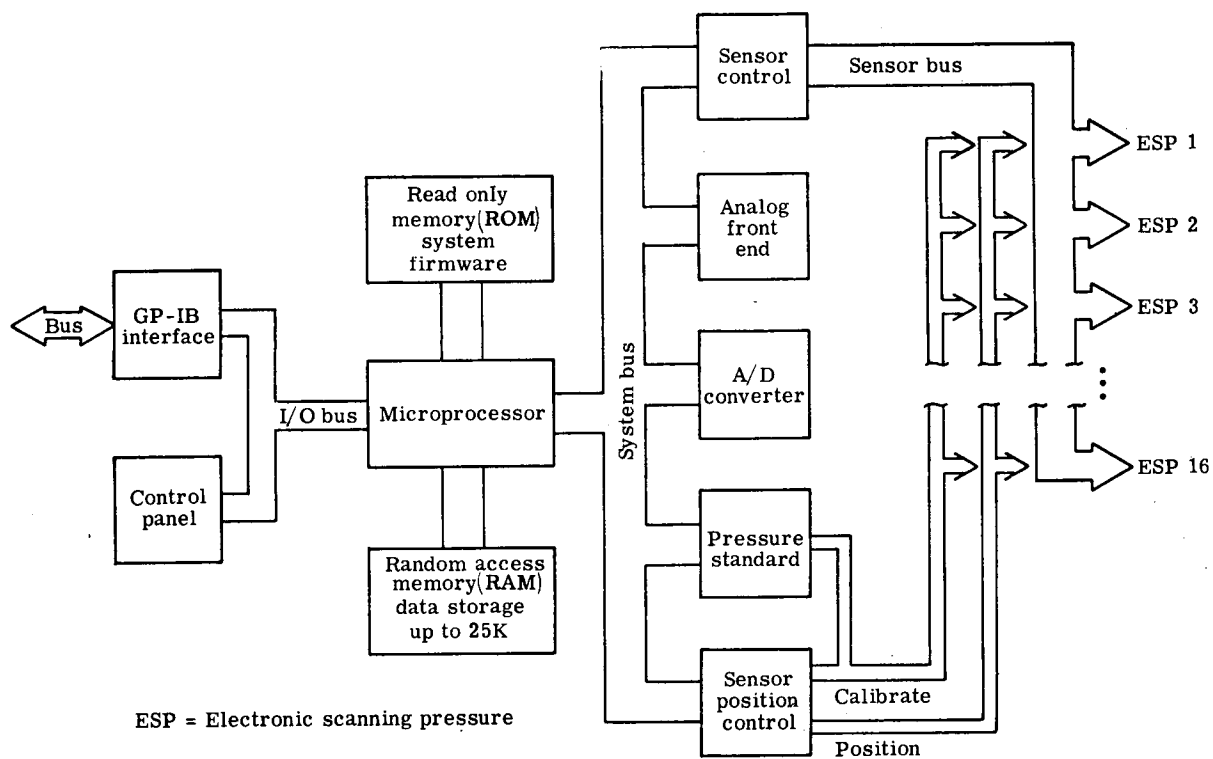 Sensor
control
Sensor bus
ESP 1
Read only
memory(ROM)
system
firmware
Analog
front
end
ESP 2
Bus
GP-IB
interface
ESP 3
System bus
A/D
converter
I/O bus
Microprocessor
Control
panel
ESP 16
Pressure
standard
Random access
memory(RAM)
data storage
up to 25K
Sensor
position
control
Calibrate
Position
ESP = Electronic scanning pressure